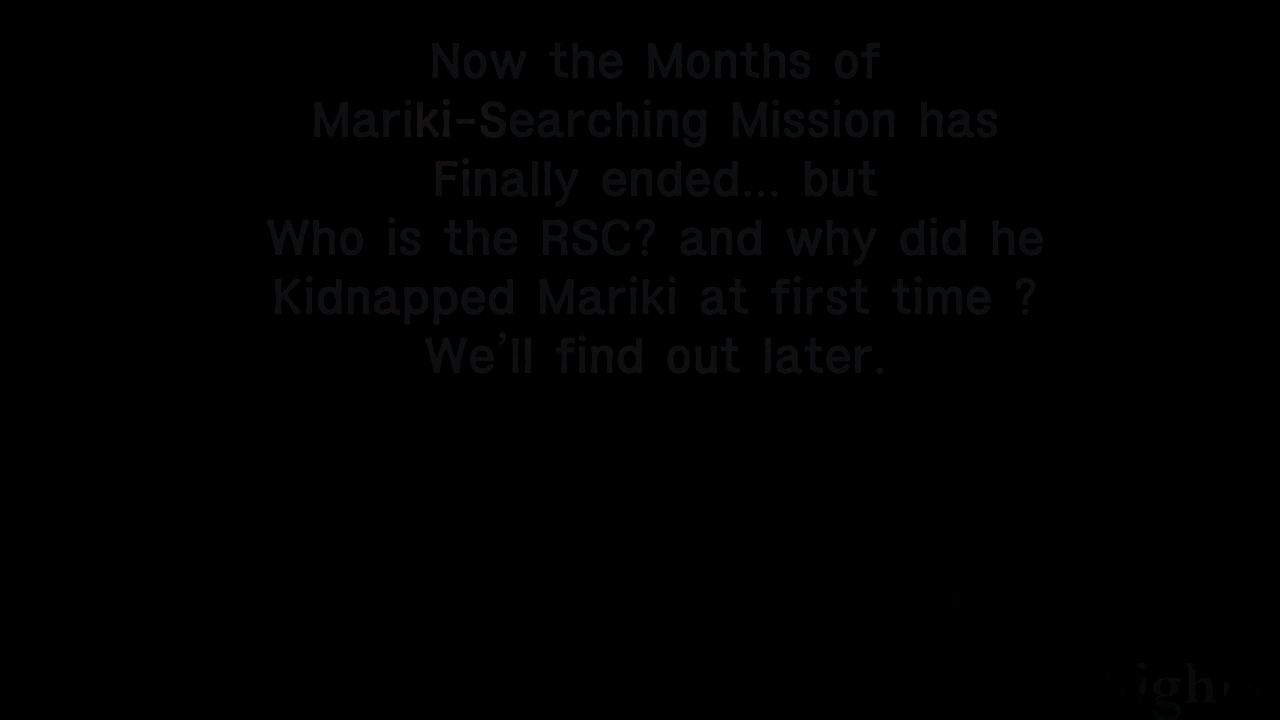 Now the Months of
Mariki-Searching Mission has
Finally ended... but
Who is the RSC? and why did he
Kidnapped Mariki at first time ?
We'll find out later.